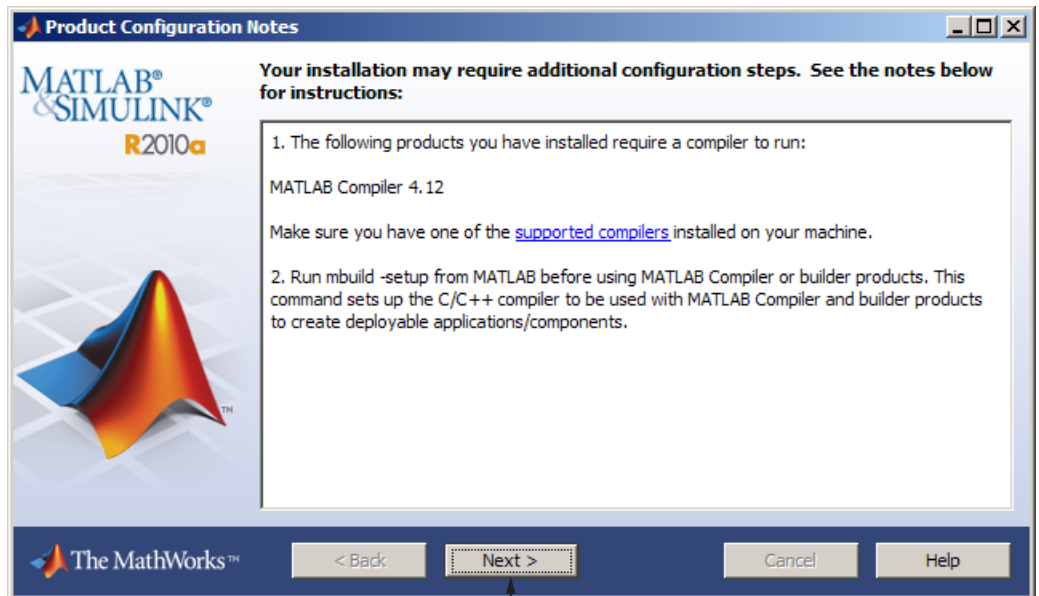 Product Configuration Notes
MATLAB®
&SIMULINK®
R2010a
Your installation may require additional configuration steps. See the notes below
for instructions:
1. The following products you have installed require a compiler to run:
MATLAB Compiler 4.12
Make sure you have one of the supported compilers installed on your machine.
2. Run mbuild -setup from MATLAB before using MATLAB Compiler or builder products. This
command sets up the C/C++ compiler to be used with MATLAB Compiler and builder products
to create deployable applications/components.
TM
The MathWorks™
< Back
Next >
Cancel
Help